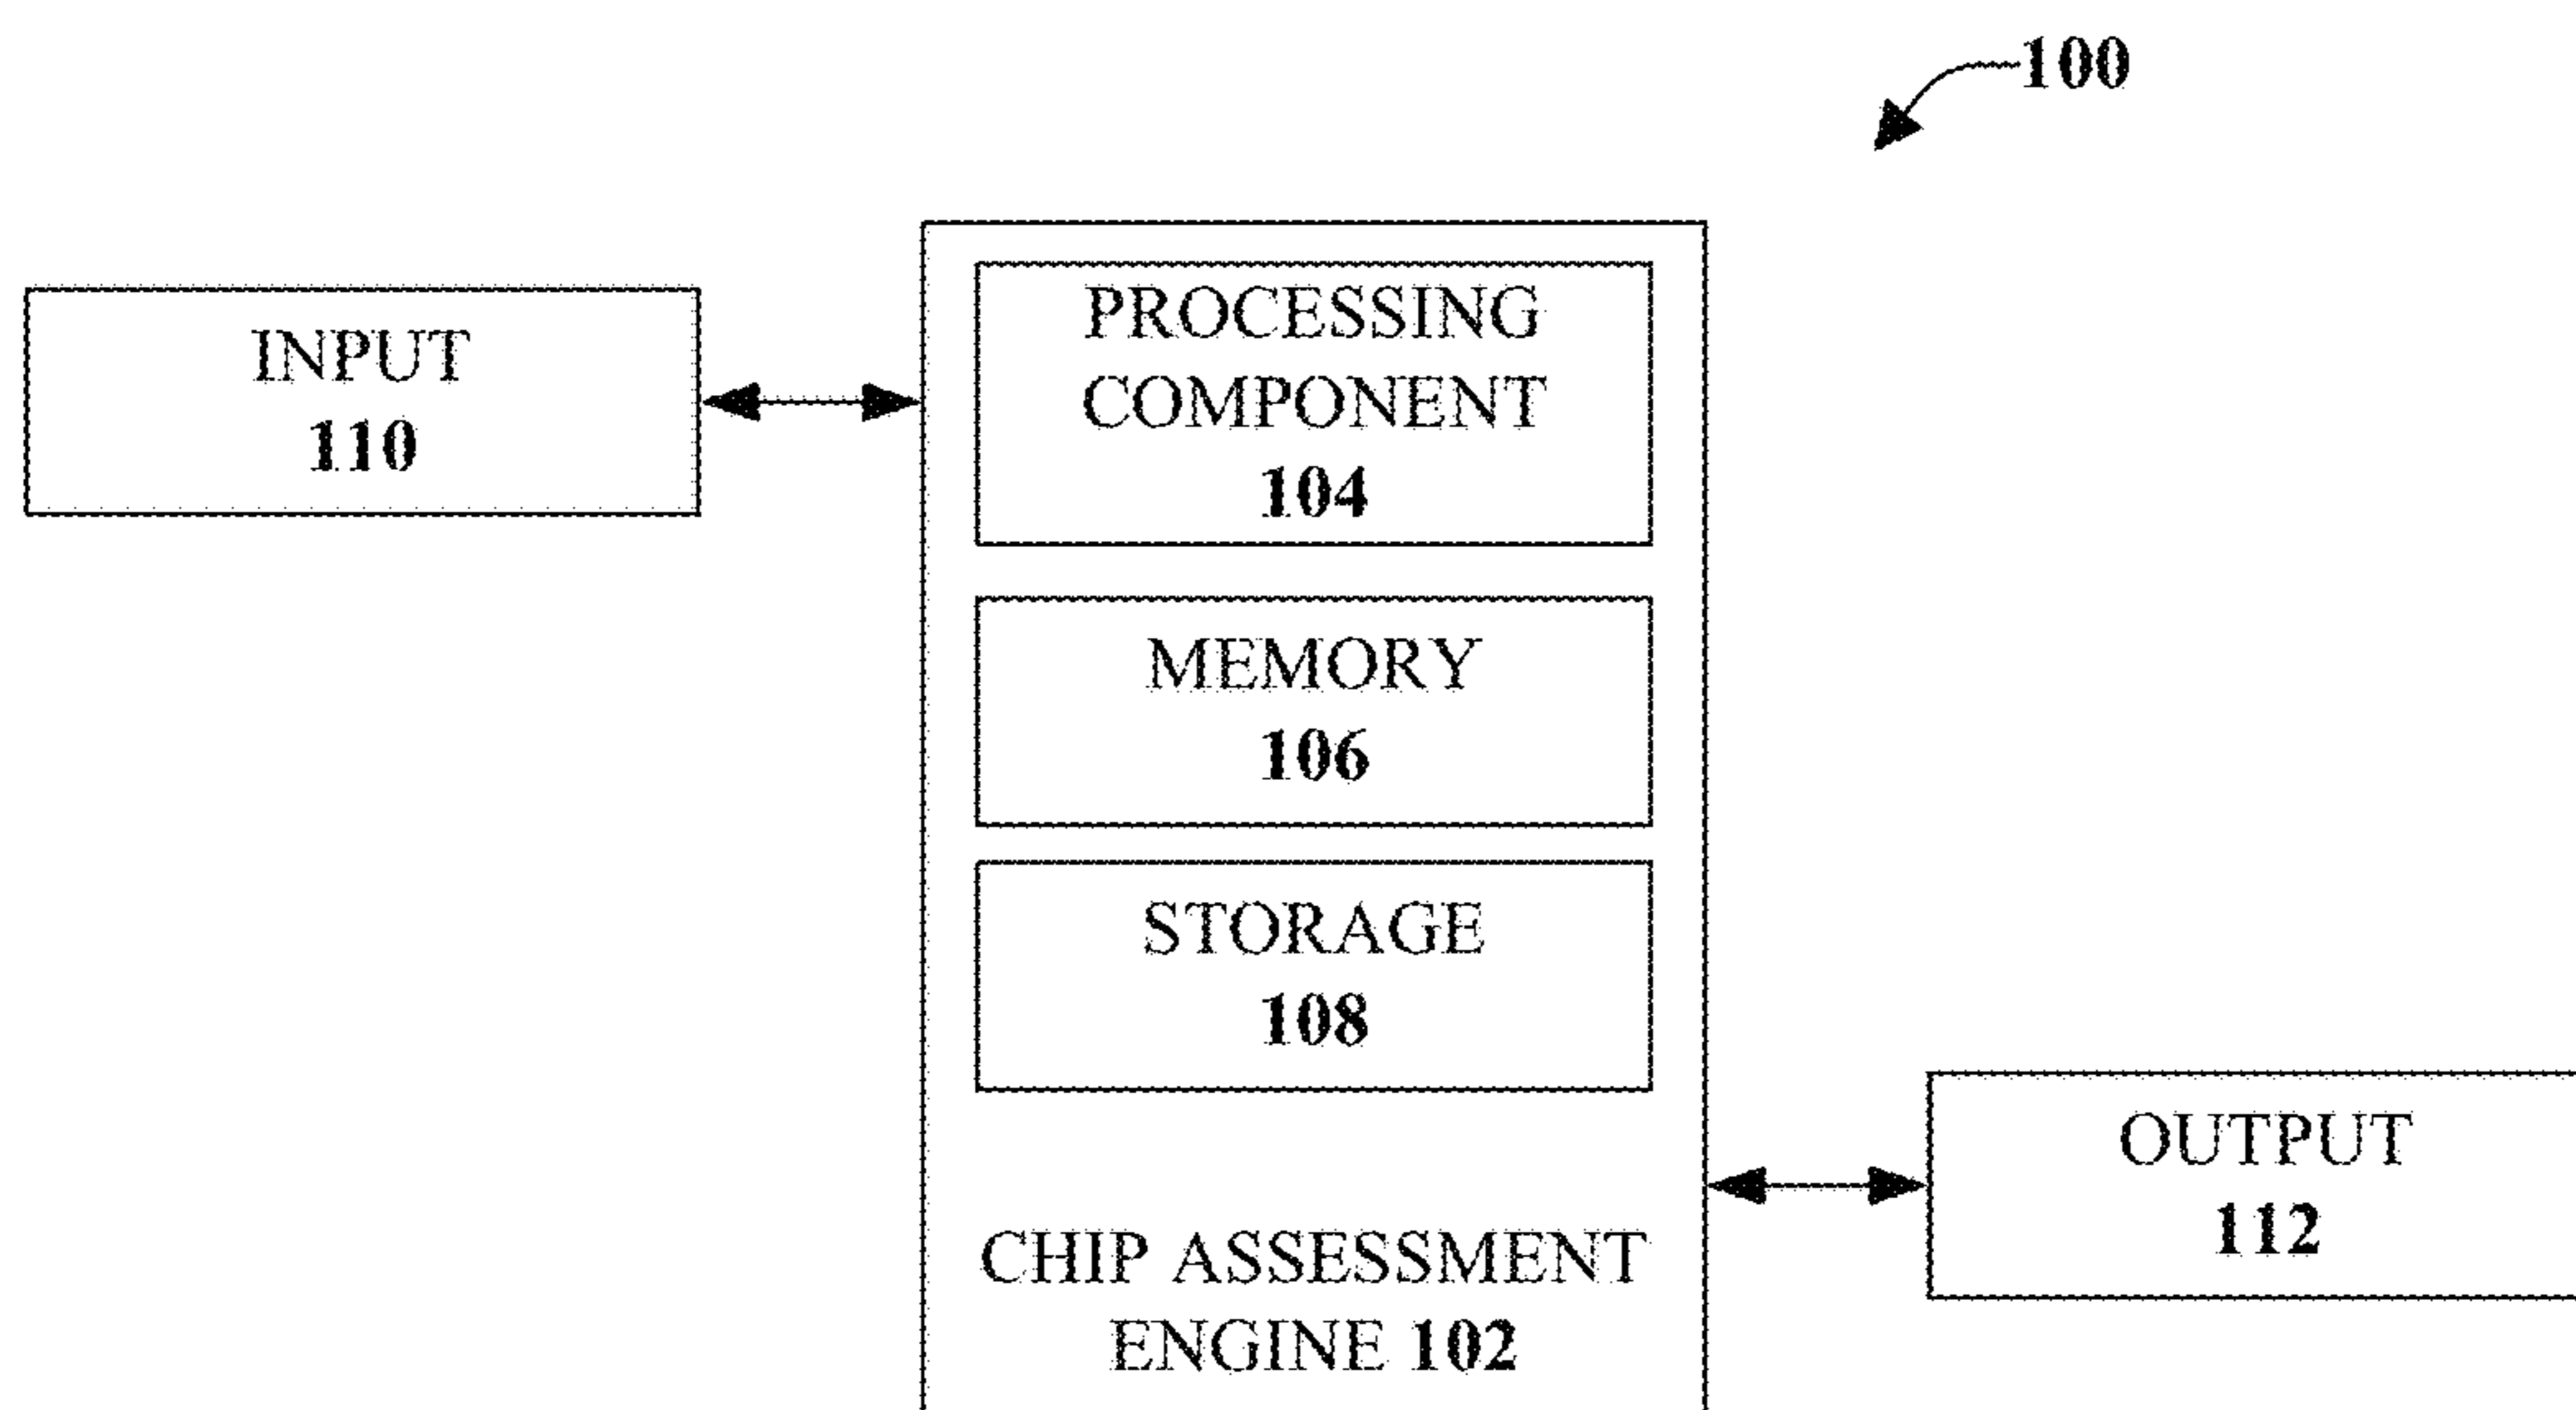 100
INPUT
110
PROCESSING
COMPONENT
104
MEMORY
106
STORAGE
108
CHIP ASSESSMENT
ENGINE 102
OUTPUT
112